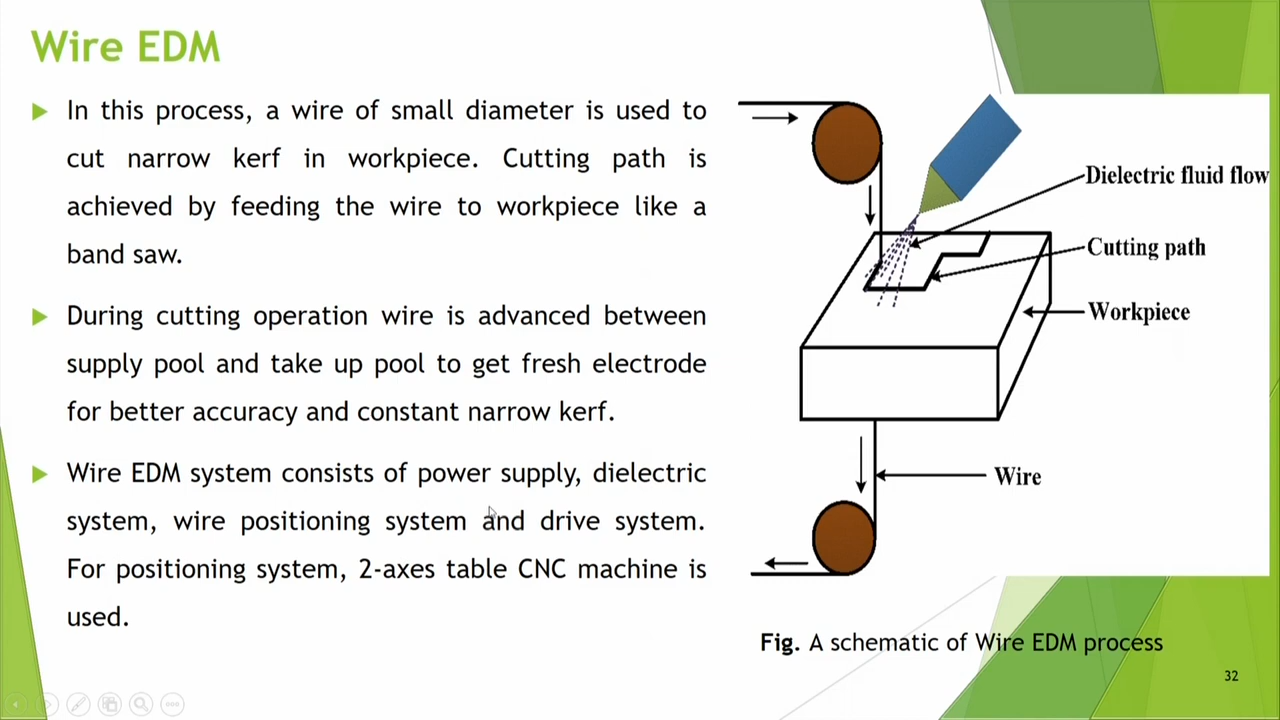 Wire EDM
In this process, a wire of small diameter is used to
cut narrow kerf in workpiece. Cutting path is
achieved by feeding the wire to workpiece like a
band saw.
During cutting operation wire is advanced between
supply pool and take up pool to get fresh electrode
for better accuracy and constant narrow kerf.
Wire EDM system consists of power supply, dielectric
system, wire positioning system and drive system.
For positioning system, 2-axes table CNC machine is
used.
Dielectric fluid flow
Cutting path
Workpiece
Wire
Fig. A schematic of Wire EDM process
32